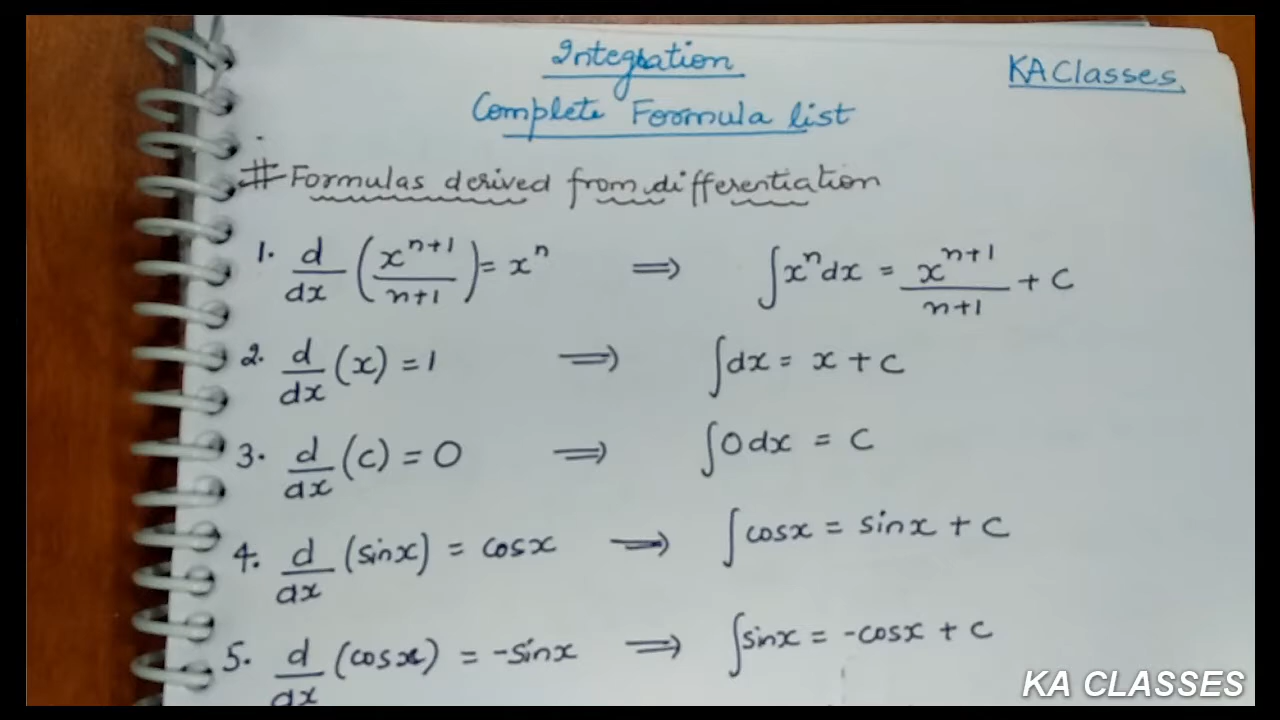 Integration
KA Classes
Complete Formula list
# Formulas derived from differentiation
1. d/dx (x^(n+1)/(n+1)) = x^n ⟹ ∫x^n dx = x^(n+1)/(n+1) + C
2. d/dx (x) = 1 ⟹ ∫dx = x + C
3. d/dx (c) = 0 ⟹ ∫0 dx = C
4. d/dx (sinx) = cosx ⟹ ∫cosx = sinx + C
5. d/dx (cosx) = -sinx ⟹ ∫sinx = -cosx + C
KA CLASSES